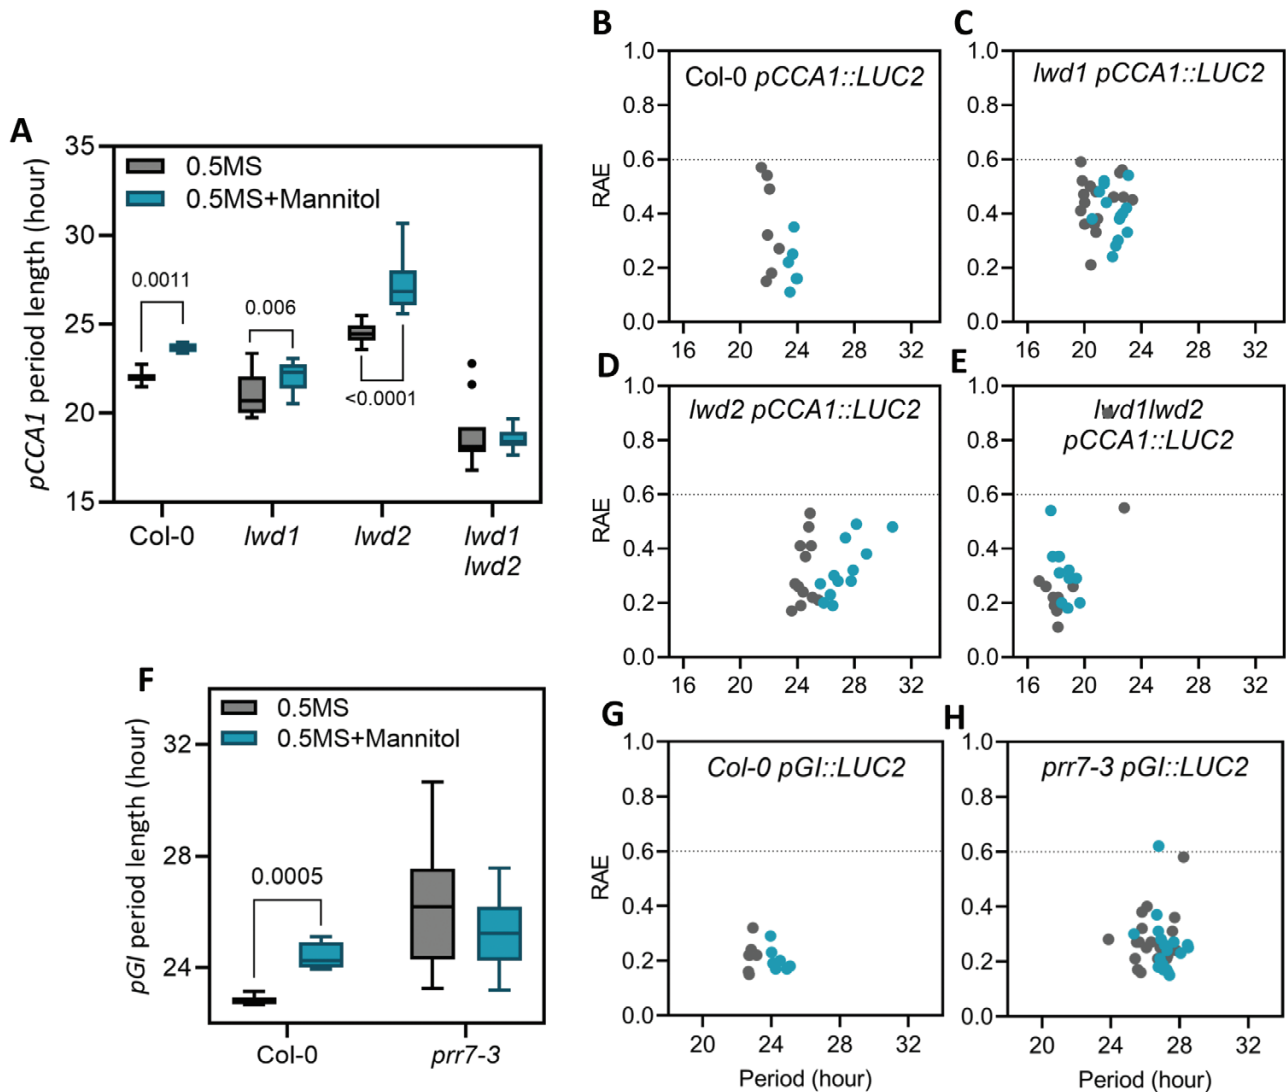 A
pCCA1 period length (hour)
35
30
25
20
15
0.5MS
0.5MS+Mannitol
0.0011
0.006
<0.0001
Col-0
lwd1
lwd2
lwd1
lwd2
B
RAE
1.0
0.8
0.6
0.4
0.2
0.0
Col-0 pCCA1::LUC2
16 20 24 28 32
C
1.0
0.8
0.6
0.4
0.2
0.0
lwd1 pCCA1::LUC2
16 20 24 28 32
D
RAE
1.0
0.8
0.6
0.4
0.2
0.0
lwd2 pCCA1::LUC2
16 20 24 28 32
E
1.0
0.8
0.6
0.4
0.2
0.0
lwd1lwd2
pCCA1::LUC2
16 20 24 28 32
F
pGI period length (hour)
32
28
24
0.5MS
0.5MS+Mannitol
0.0005
Col-0
prr7-3
G
RAE
1.0
0.8
0.6
0.4
0.2
0.0
Col-0 pGI::LUC2
20 24 28 32
Period (hour)
H
1.0
0.8
0.6
0.4
0.2
0.0
prr7-3 pGI::LUC2
20 24 28 32
Period (hour)